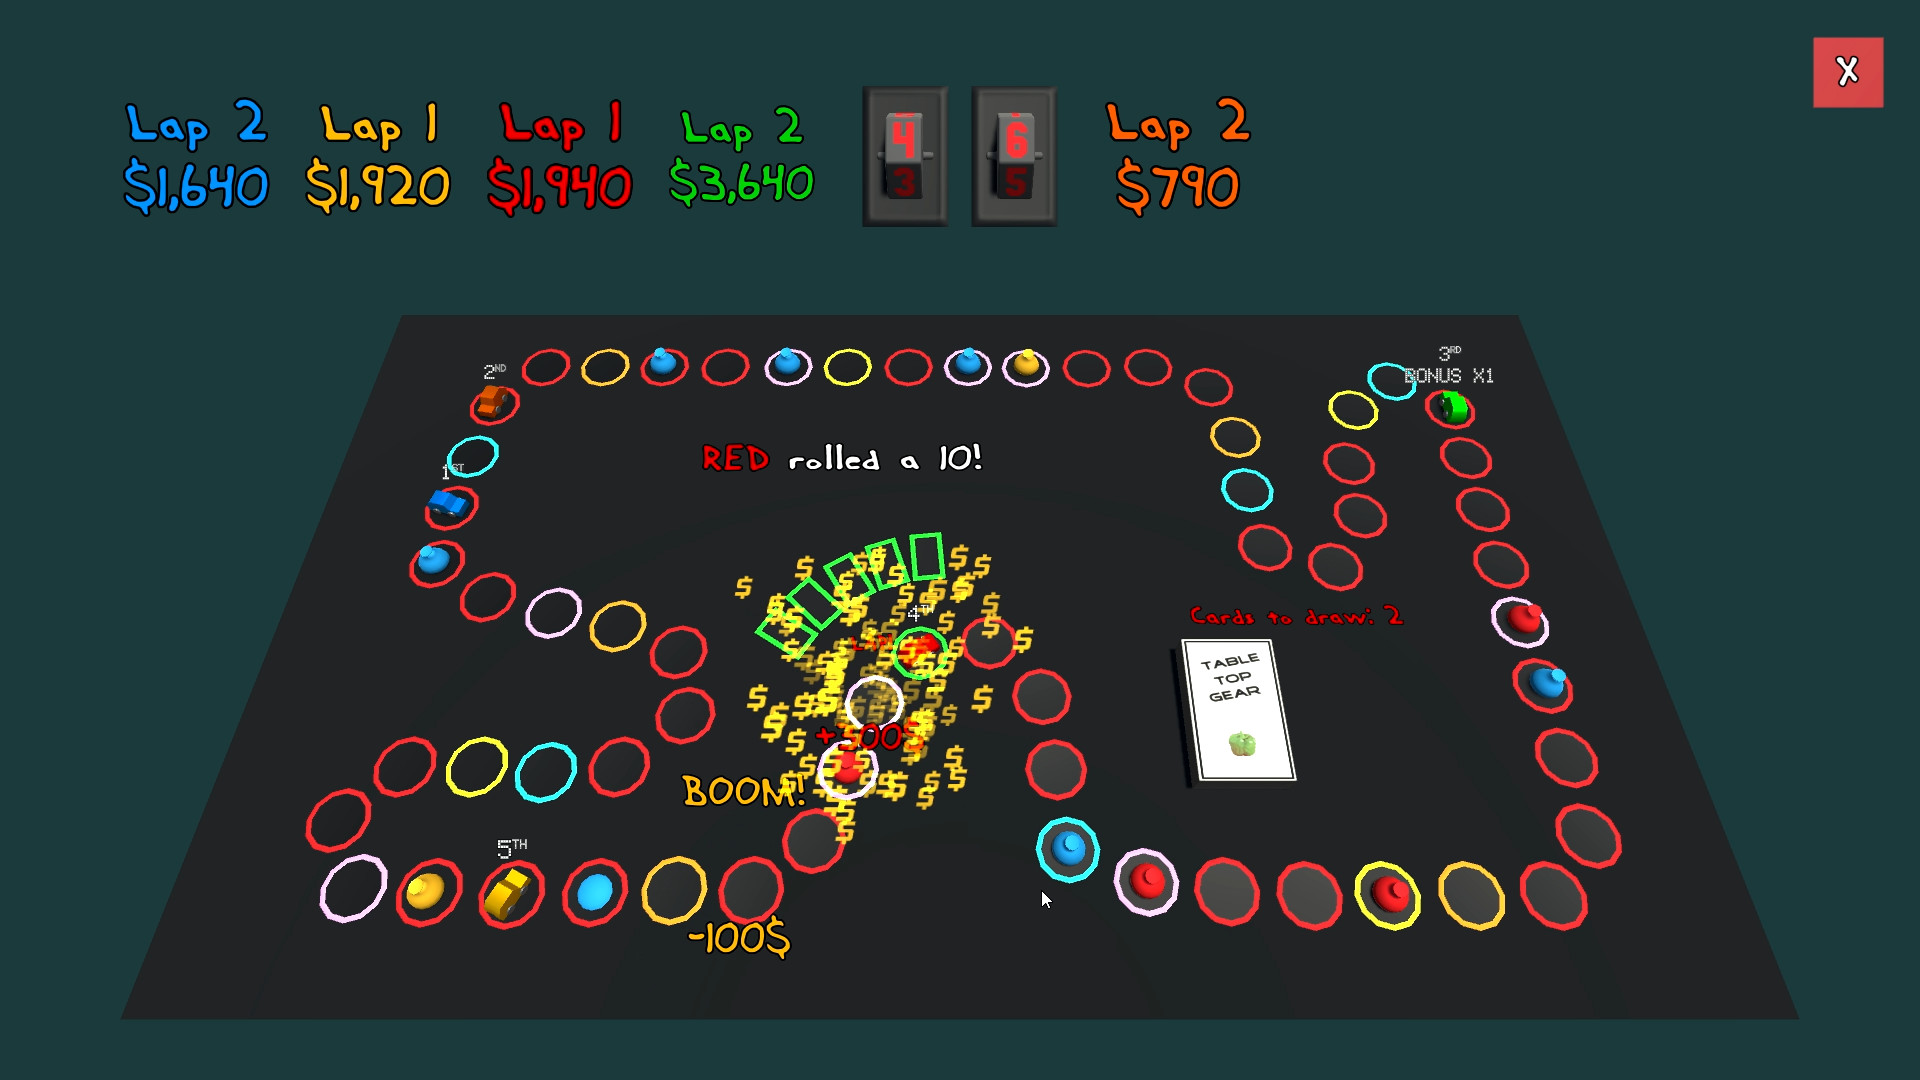 X
Lap 2
$1,640
Lap 1
$1,920
Lap 1
$1,940
Lap 2
$3,640
4
3
6
5
Lap 2
$790
2ND
3RD
BONUS X1
1ST
RED rolled a 10!
4TH
Cards to draw: 2
TABLE
TOP
GEAR
+500$
BOOM!
5TH
-100$